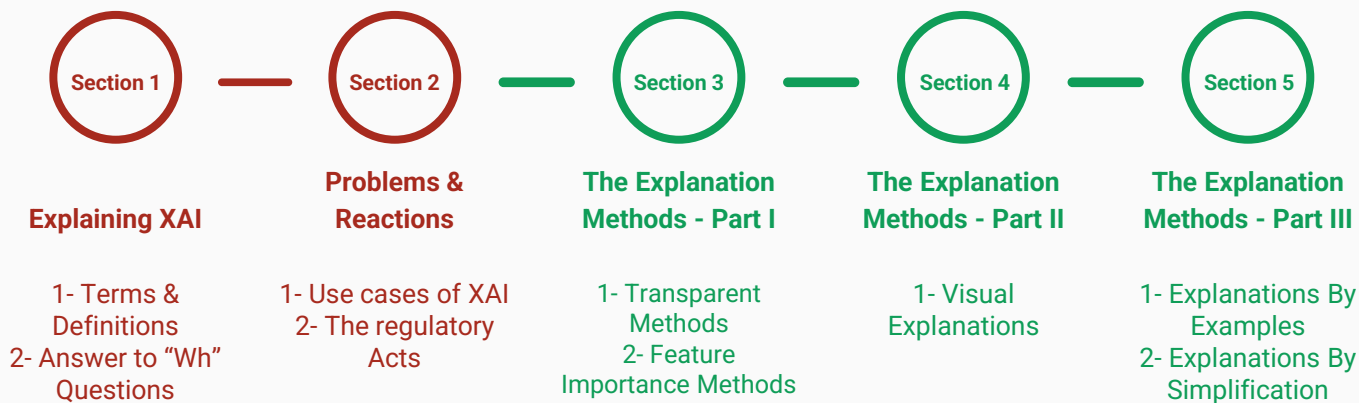 Section 1
Section 2
Section 3
Section 4
Section 5
Explaining XAI
1- Terms &
Definitions
2- Answer to “Wh”
Questions
Problems &
Reactions
1- Use cases of XAI
2- The regulatory
Acts
The Explanation
Methods - Part I
1- Transparent
Methods
2- Feature
Importance Methods
The Explanation
Methods - Part II
1- Visual
Explanations
The Explanation
Methods - Part III
1- Explanations By
Examples
2- Explanations By
Simplification